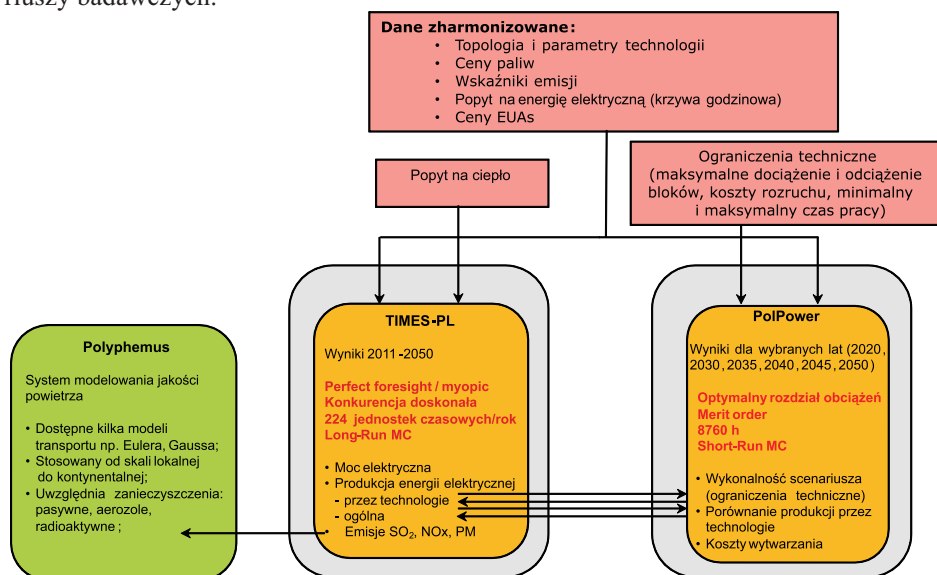 riuszy badawczych.
Dane zharmonizowane:
• Topologia i parametry technologii
• Ceny paliw
• Wskaźniki emisji
• Popyt na energię elektryczną (krzywa godzinowa)
• Ceny EUAs
Popyt na ciepło
Ograniczenia techniczne
(maksymalne dociążenie i odciążenie
bloków, koszty rozruchu, minimalny
i maksymalny czas pracy)
Polyphemus
System modelowania jakości
powietrza
• Dostępne kilka modeli
transportu np. Eulera, Gaussa;
• Stosowany od skali lokalnej
do kontynentalnej;
• Uwzględnia zanieczyszczenia:
pasywne, aerozole,
radioaktywne;
TIMES-PL
Wyniki 2011-2050
Perfect foresight / myopic
Konkurencja doskonała
224 jednostek czasowych/rok
Long-Run MC
• Moc elektryczna
• Produkcja energii elektrycznej
- przez technologie
- ogólna
• Emisje SO₂, NOx, PM
PolPower
Wyniki dla wybranych lat (2020,
2030, 2035, 2040, 2045, 2050)
Optymalny rozdział obciążeń
Merit order
8760 h
Short-Run MC
• Wykonalność scenariusza
(ograniczenia techniczne)
• Porównanie produkcji przez
technologie
• Koszty wytwarzania